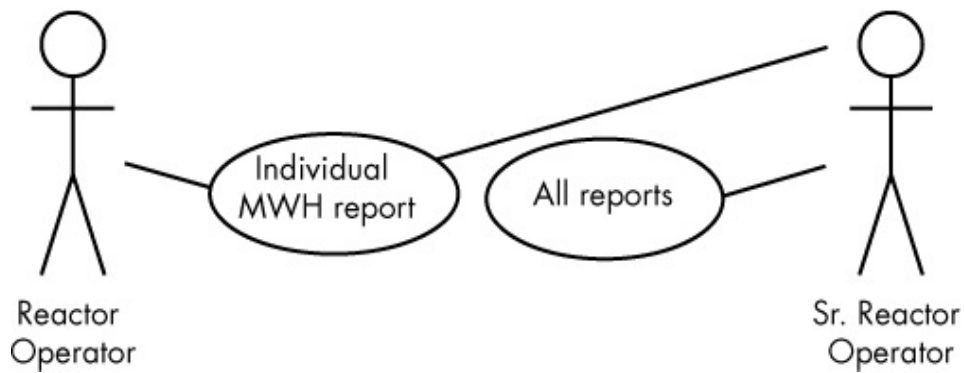 Individual
MWH report
All reports
Reactor
Operator
Sr. Reactor
Operator